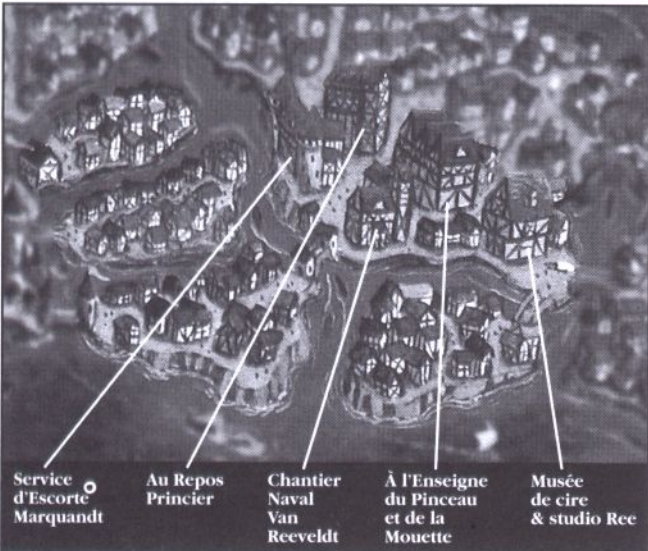 Service
d'Escorte
Marquandt
Au Repos
Princier
Chantier
Naval
Van
Reeveldt
À l'Enseigne
du Pinceau
et de la
Mouette
Musée
de cire
& studio Ree